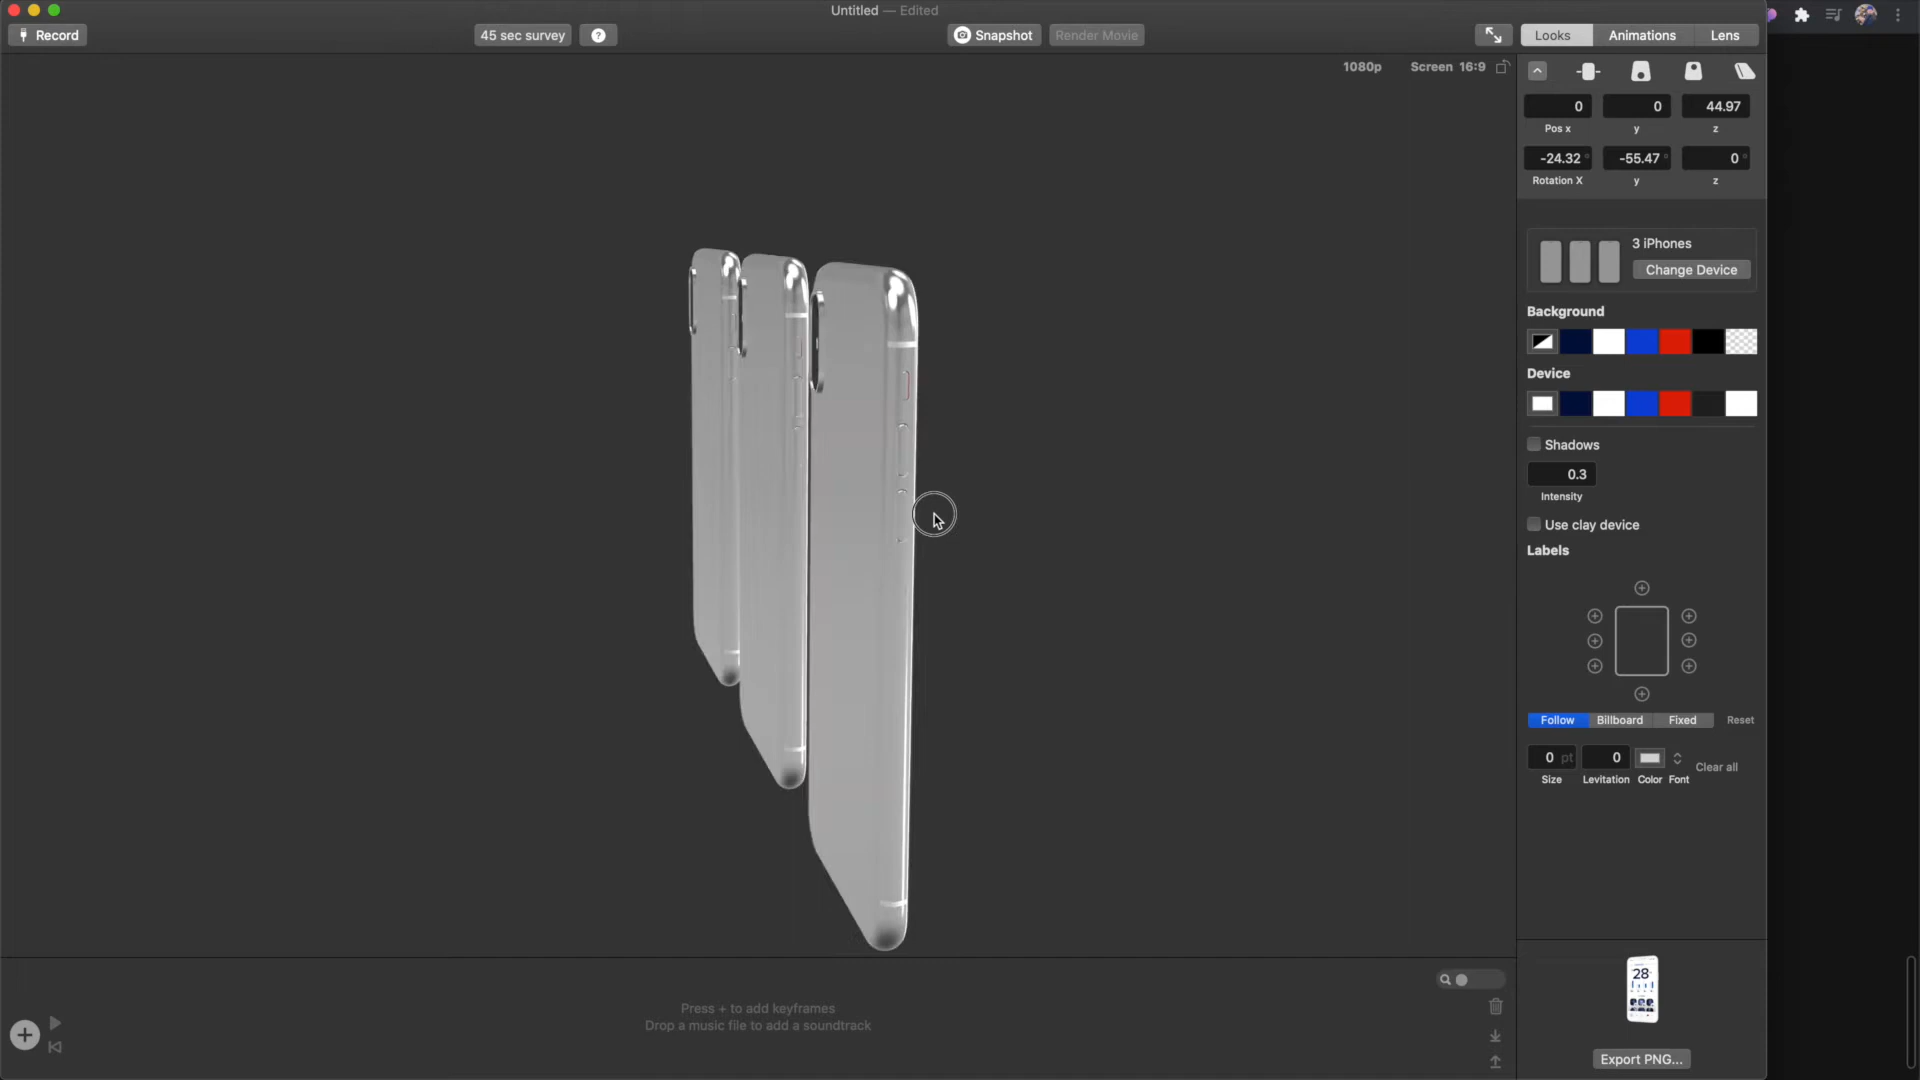 Untitled — Edited
Record
45 sec survey
?
Snapshot
Render Movie
Looks
Animations
Lens
1080p
Screen 16:9
0
0
44.97
Pos x
y
z
-24.32°
-55.47°
0°
Rotation X
y
z
3 iPhones
Change Device
Background
Device
Shadows
0.3
Intensity
Use clay device
Labels
Follow
Billboard
Fixed
Reset
0 pt
0
Clear all
Size
Levitation
Color
Font
Press + to add keyframes
Drop a music file to add a soundtrack
28
Export PNG...